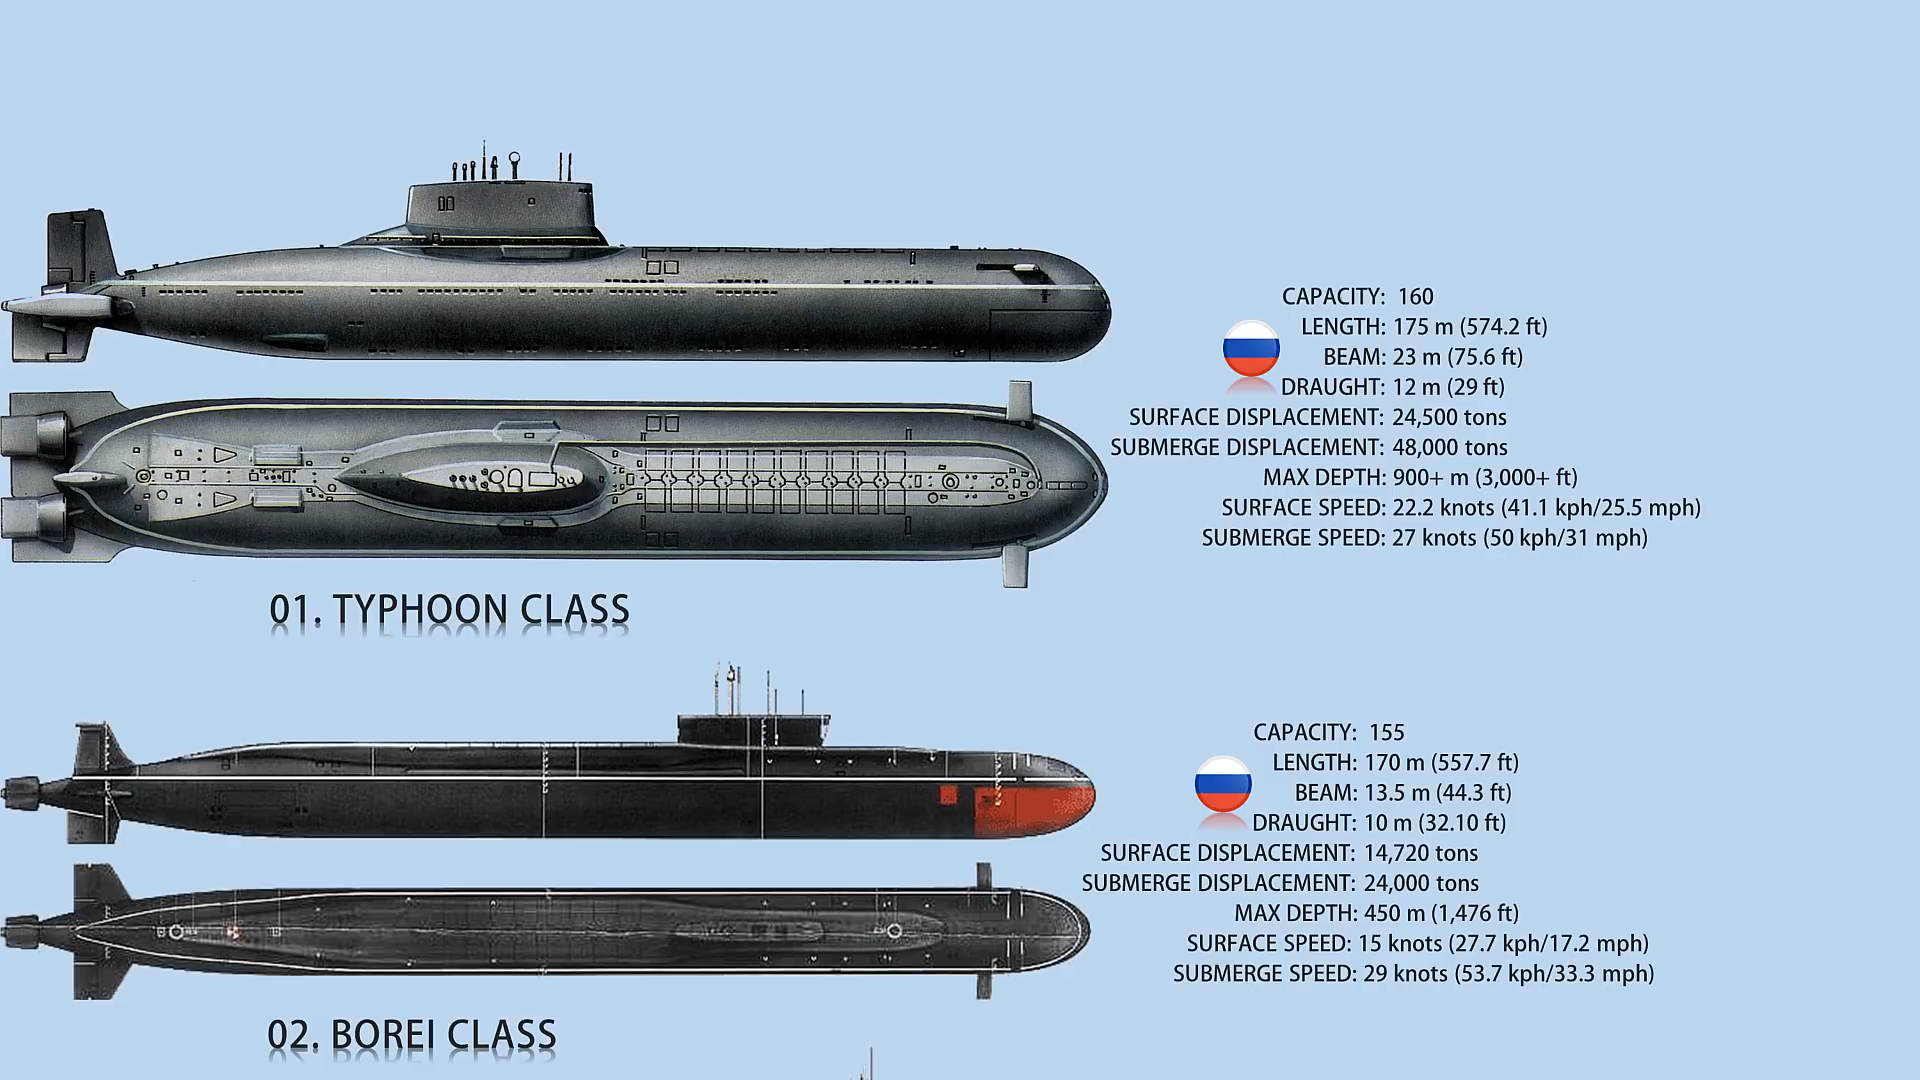 CAPACITY: 160
LENGTH: 175 m (574.2 ft)
BEAM: 23 m (75.6 ft)
DRAUGHT: 12 m (29 ft)
SURFACE DISPLACEMENT: 24,500 tons
SUBMERGE DISPLACEMENT: 48,000 tons
MAX DEPTH: 900+ m (3,000+ ft)
SURFACE SPEED: 22.2 knots (41.1 kph/25.5 mph)
SUBMERGE SPEED: 27 knots (50 kph/31 mph)
01. TYPHOON CLASS
CAPACITY: 155
LENGTH: 170 m (557.7 ft)
BEAM: 13.5 m (44.3 ft)
DRAUGHT: 10 m (32.10 ft)
SURFACE DISPLACEMENT: 14,720 tons
SUBMERGE DISPLACEMENT: 24,000 tons
MAX DEPTH: 450 m (1,476 ft)
SURFACE SPEED: 15 knots (27.7 kph/17.2 mph)
SUBMERGE SPEED: 29 knots (53.7 kph/33.3 mph)
02. BOREI CLASS